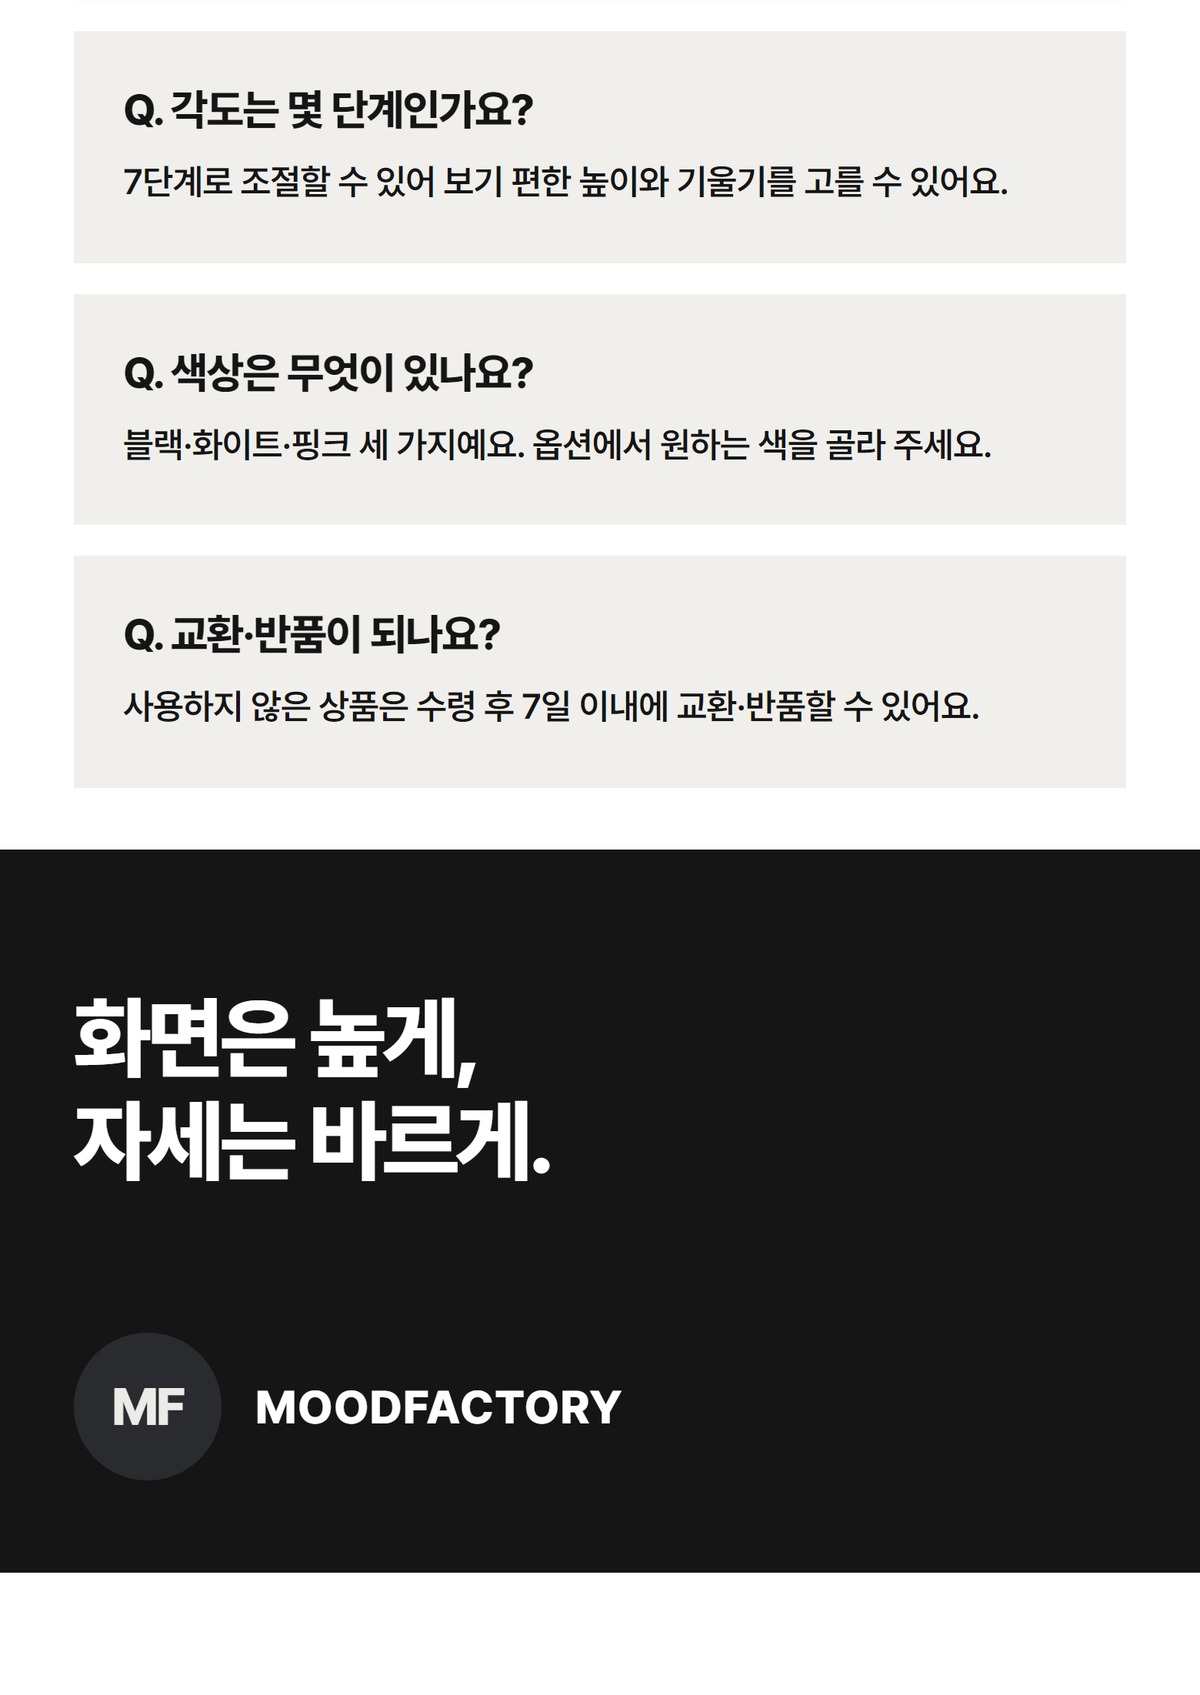 Q. 각도는 몇 단계인가요?
7단계로 조절할 수 있어 보기 편한 높이와 기울기를 고를 수 있어요.
Q. 색상은 무엇이 있나요?
블랙·화이트·핑크 세 가지예요. 옵션에서 원하는 색을 골라 주세요.
Q. 교환·반품이 되나요?
사용하지 않은 상품은 수령 후 7일 이내에 교환·반품할 수 있어요.
화면은 높게,
자세는 바르게.
MF
MOODFACTORY